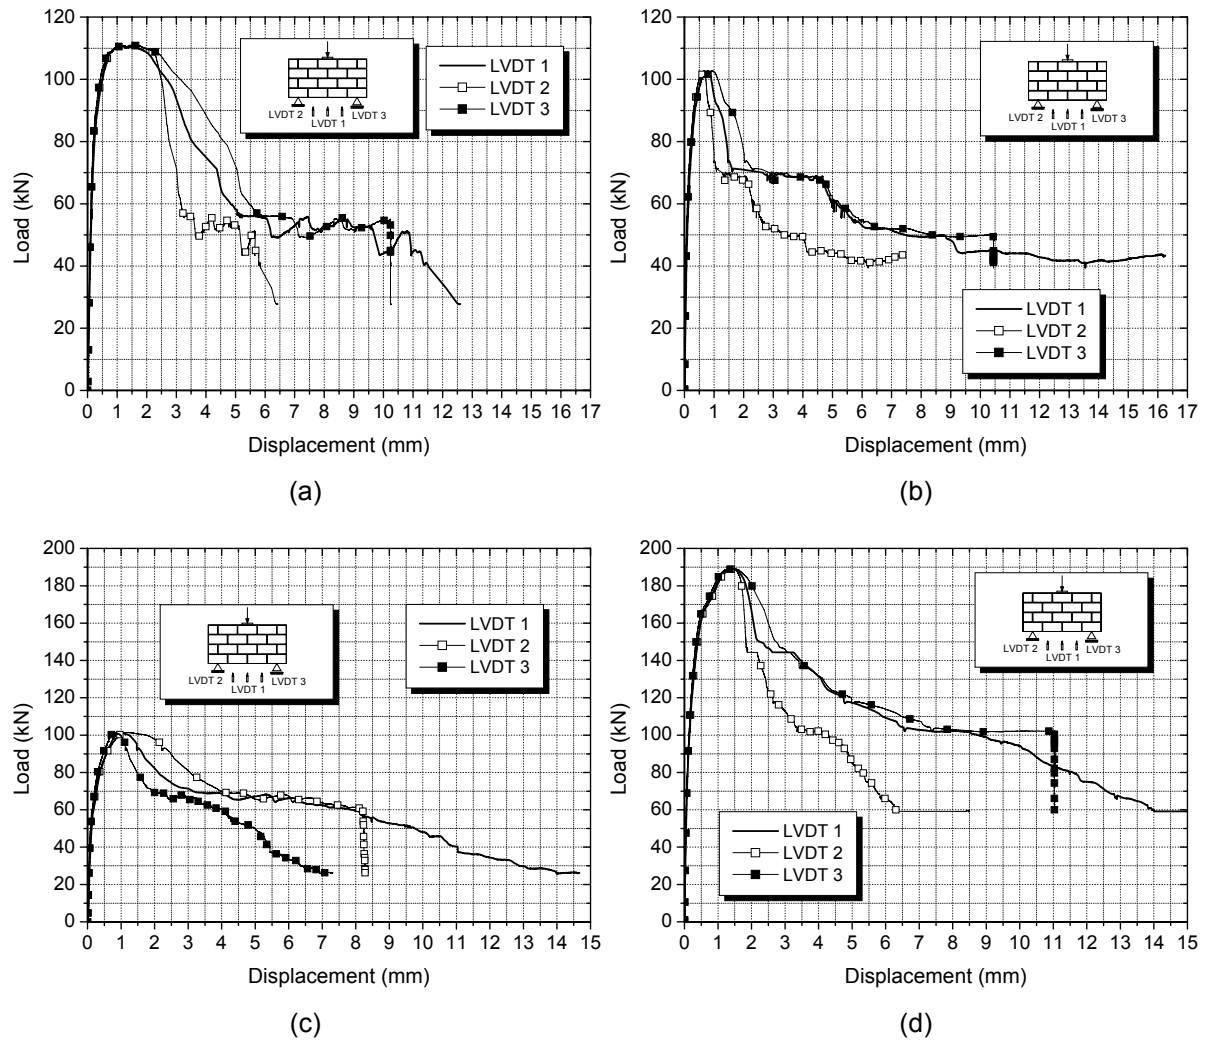 120
100
80
60
40
20
0
Load (kN)
LVDT 2
LVDT 1
LVDT 3
LVDT 1
LVDT 2
LVDT 3
0 1 2 3 4 5 6 7 8 9 10 11 12 13 14 15 16 17
Displacement (mm)
(a)
120
100
80
60
40
20
0
Load (kN)
LVDT 2
LVDT 1
LVDT 3
LVDT 1
LVDT 2
LVDT 3
0 1 2 3 4 5 6 7 8 9 10 11 12 13 14 15 16 17
Displacement (mm)
(b)
200
180
160
140
120
100
80
60
40
20
0
Load (kN)
LVDT 2
LVDT 1
LVDT 3
LVDT 1
LVDT 2
LVDT 3
0 1 2 3 4 5 6 7 8 9 10 11 12 13 14 15
Displacement (mm)
(c)
200
180
160
140
120
100
80
60
40
20
0
Load (kN)
LVDT 2
LVDT 1
LVDT 3
LVDT 1
LVDT 2
LVDT 3
0 1 2 3 4 5 6 7 8 9 10 11 12 13 14 15
Displacement (mm)
(d)